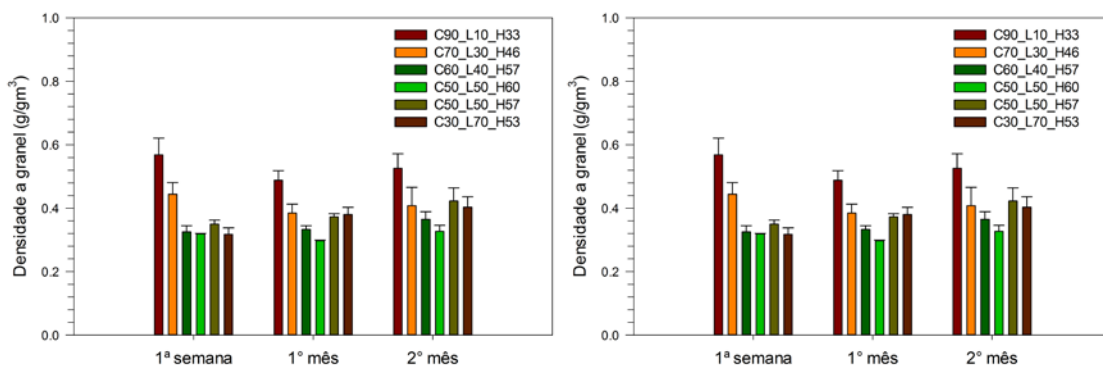 Densidade a granel (g/gm³)
1.0
0.8
0.6
0.4
0.2
0.0
C90_L10_H33
C70_L30_H46
C60_L40_H57
C50_L50_H60
C50_L50_H57
C30_L70_H53
1ª semana
1° mês
2° mês
Densidade a granel (g/gm³)
1.0
0.8
0.6
0.4
0.2
0.0
C90_L10_H33
C70_L30_H46
C60_L40_H57
C50_L50_H60
C50_L50_H57
C30_L70_H53
1ª semana
1° mês
2° mês